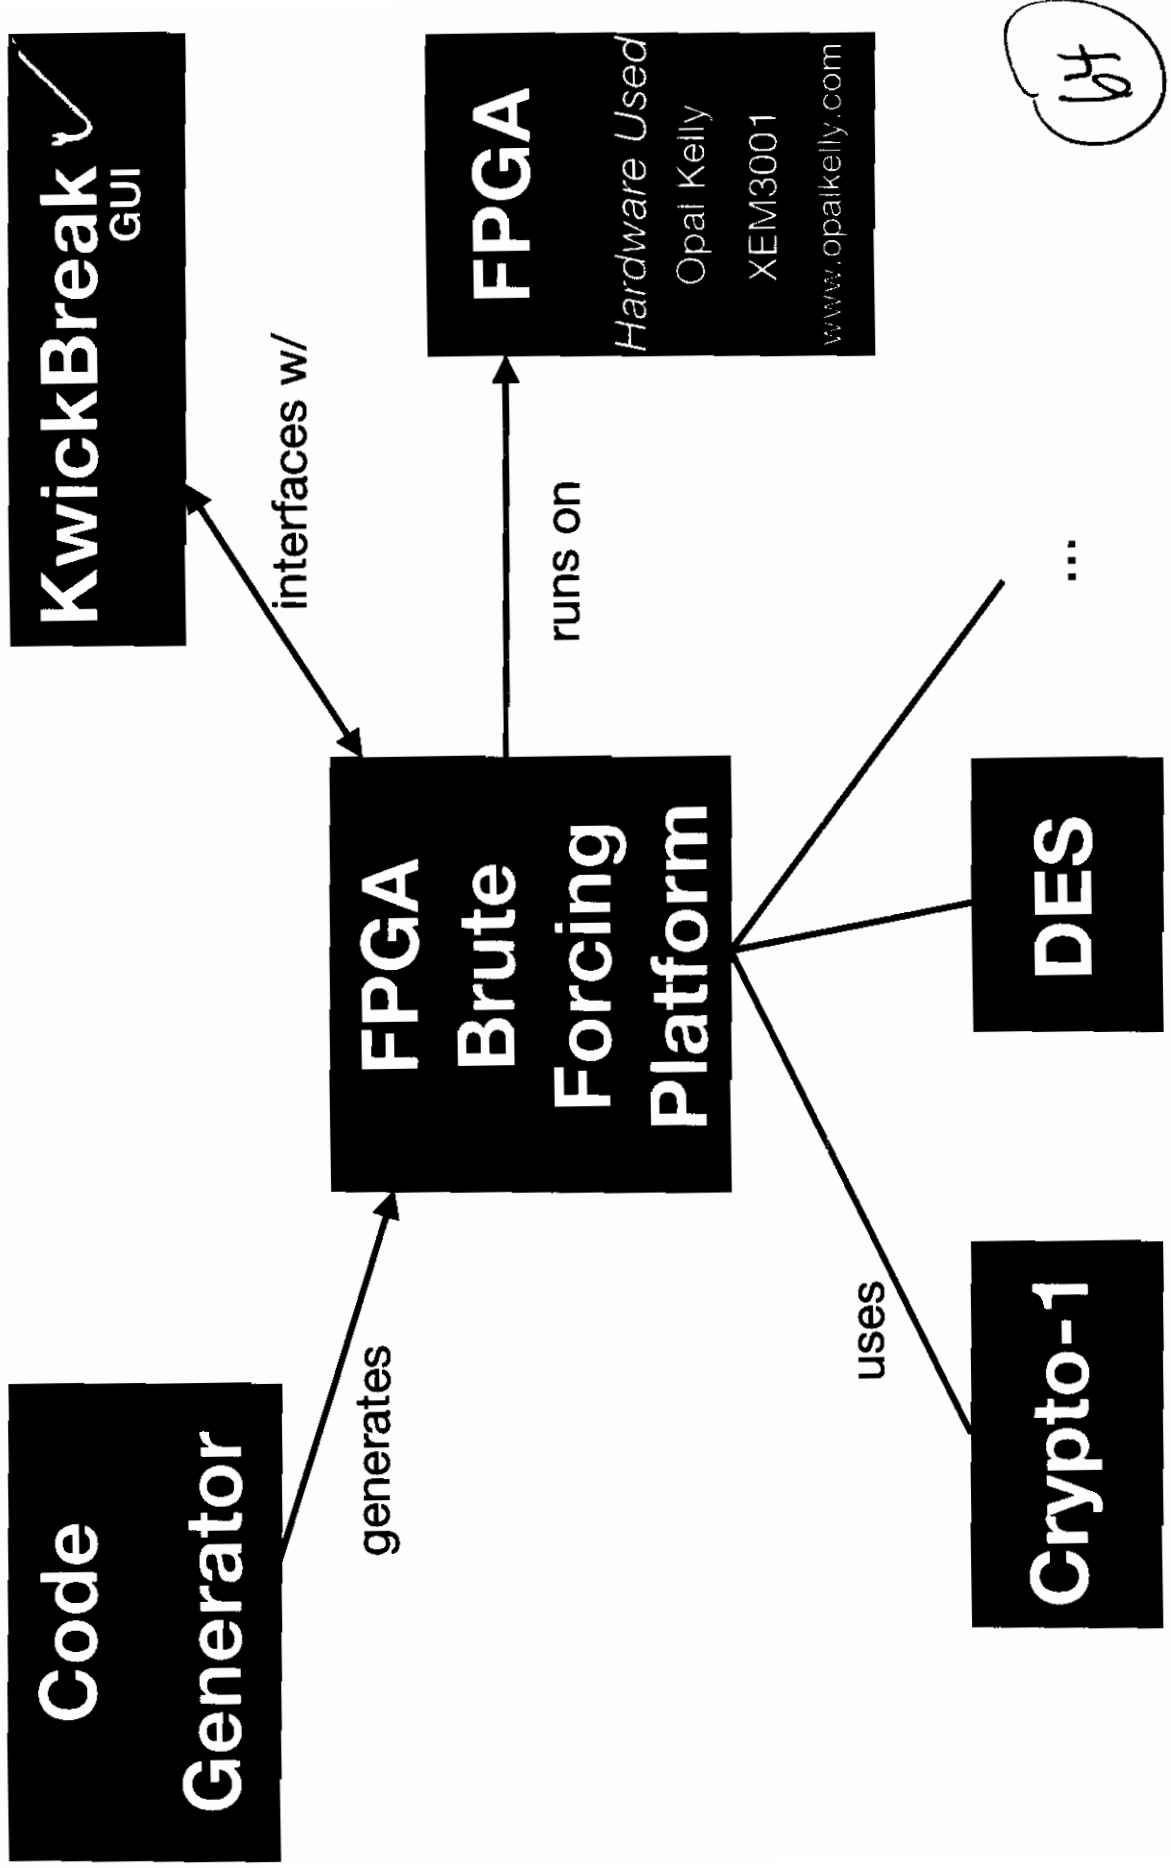 Code
Generator
KwickBreak
GUI
interfaces w/
generates
FPGA
Brute
Forcing
Platform
runs on
FPGA
Hardware Used
Opal Kelly
XEM3001
www.opalkelly.com
uses
Crypto-1
DES
...
64